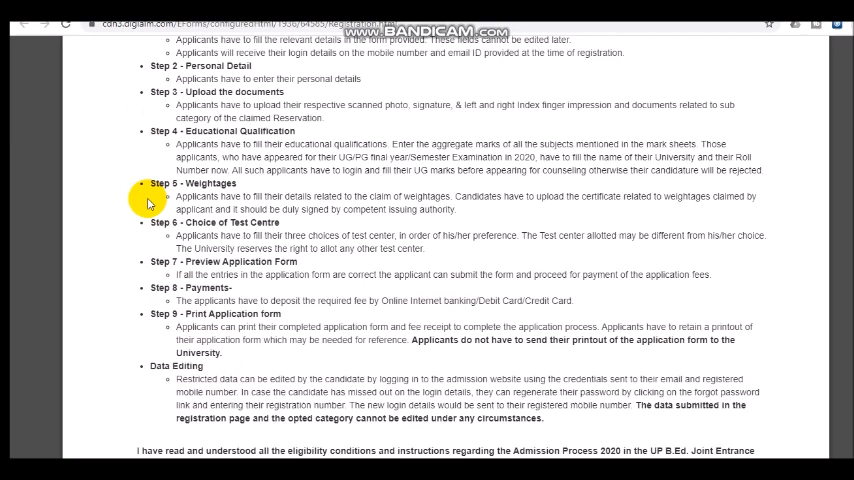 cdn3.digialm.com/EForms/configuredHtml/1936/64585/Registration.html
www.BANDICAM.com
Applicants have to fill the relevant details in the form provided. These fields cannot be edited later.
Applicants will receive their login details on the mobile number and email ID provided at the time of registration.
Step 2 - Personal Detail
Applicants have to enter their personal details
Step 3 - Upload the documents
Applicants have to upload their respective scanned photo, signature, & left and right Index finger impression and documents related to sub
category of the claimed Reservation.
Step 4 - Educational Qualification
Applicants have to fill their educational qualifications. Enter the aggregate marks of all the subjects mentioned in the mark sheets. Those
applicants, who have appeared for their UG/PG final year/Semester Examination in 2020, have to fill the name of their University and their Roll
Number now. All such applicants have to login and fill their UG marks before appearing for counseling otherwise their candidature will be rejected.
Step 5 - Weightages
Applicants have to fill their details related to the claim of weightages. Candidates have to upload the certificate related to weightages claimed by
applicant and it should be duly signed by competent issuing authority.
Step 6 - Choice of Test Centre
Applicants have to fill their three choices of test center, in order of his/her preference. The Test center allotted may be different from his/her choice.
The University reserves the right to allot any other test center.
Step 7 - Preview Application Form
If all the entries in the application form are correct the applicant can submit the form and proceed for payment of the application fees.
Step 8 - Payments-
The applicants have to deposit the required fee by Online Internet banking/Debit Card/Credit Card.
Step 9 - Print Application form
Applicants can print their completed application form and fee receipt to complete the application process. Applicants have to retain a printout of
their application form which may be needed for reference. Applicants do not have to send their printout of the application form to the
University.
Data Editing
Restricted data can be edited by the candidate by logging in to the admission website using the credentials sent to their email and registered
mobile number. In case the candidate has missed out on the login details, they can regenerate their password by clicking on the forgot password
link and entering their registration number. The new login details would be sent to their registered mobile number. The data submitted in the
registration page and the opted category cannot be edited under any circumstances.
I have read and understood all the eligibility conditions and instructions regarding the Admission Process 2020 in the UP B.Ed. Joint Entrance